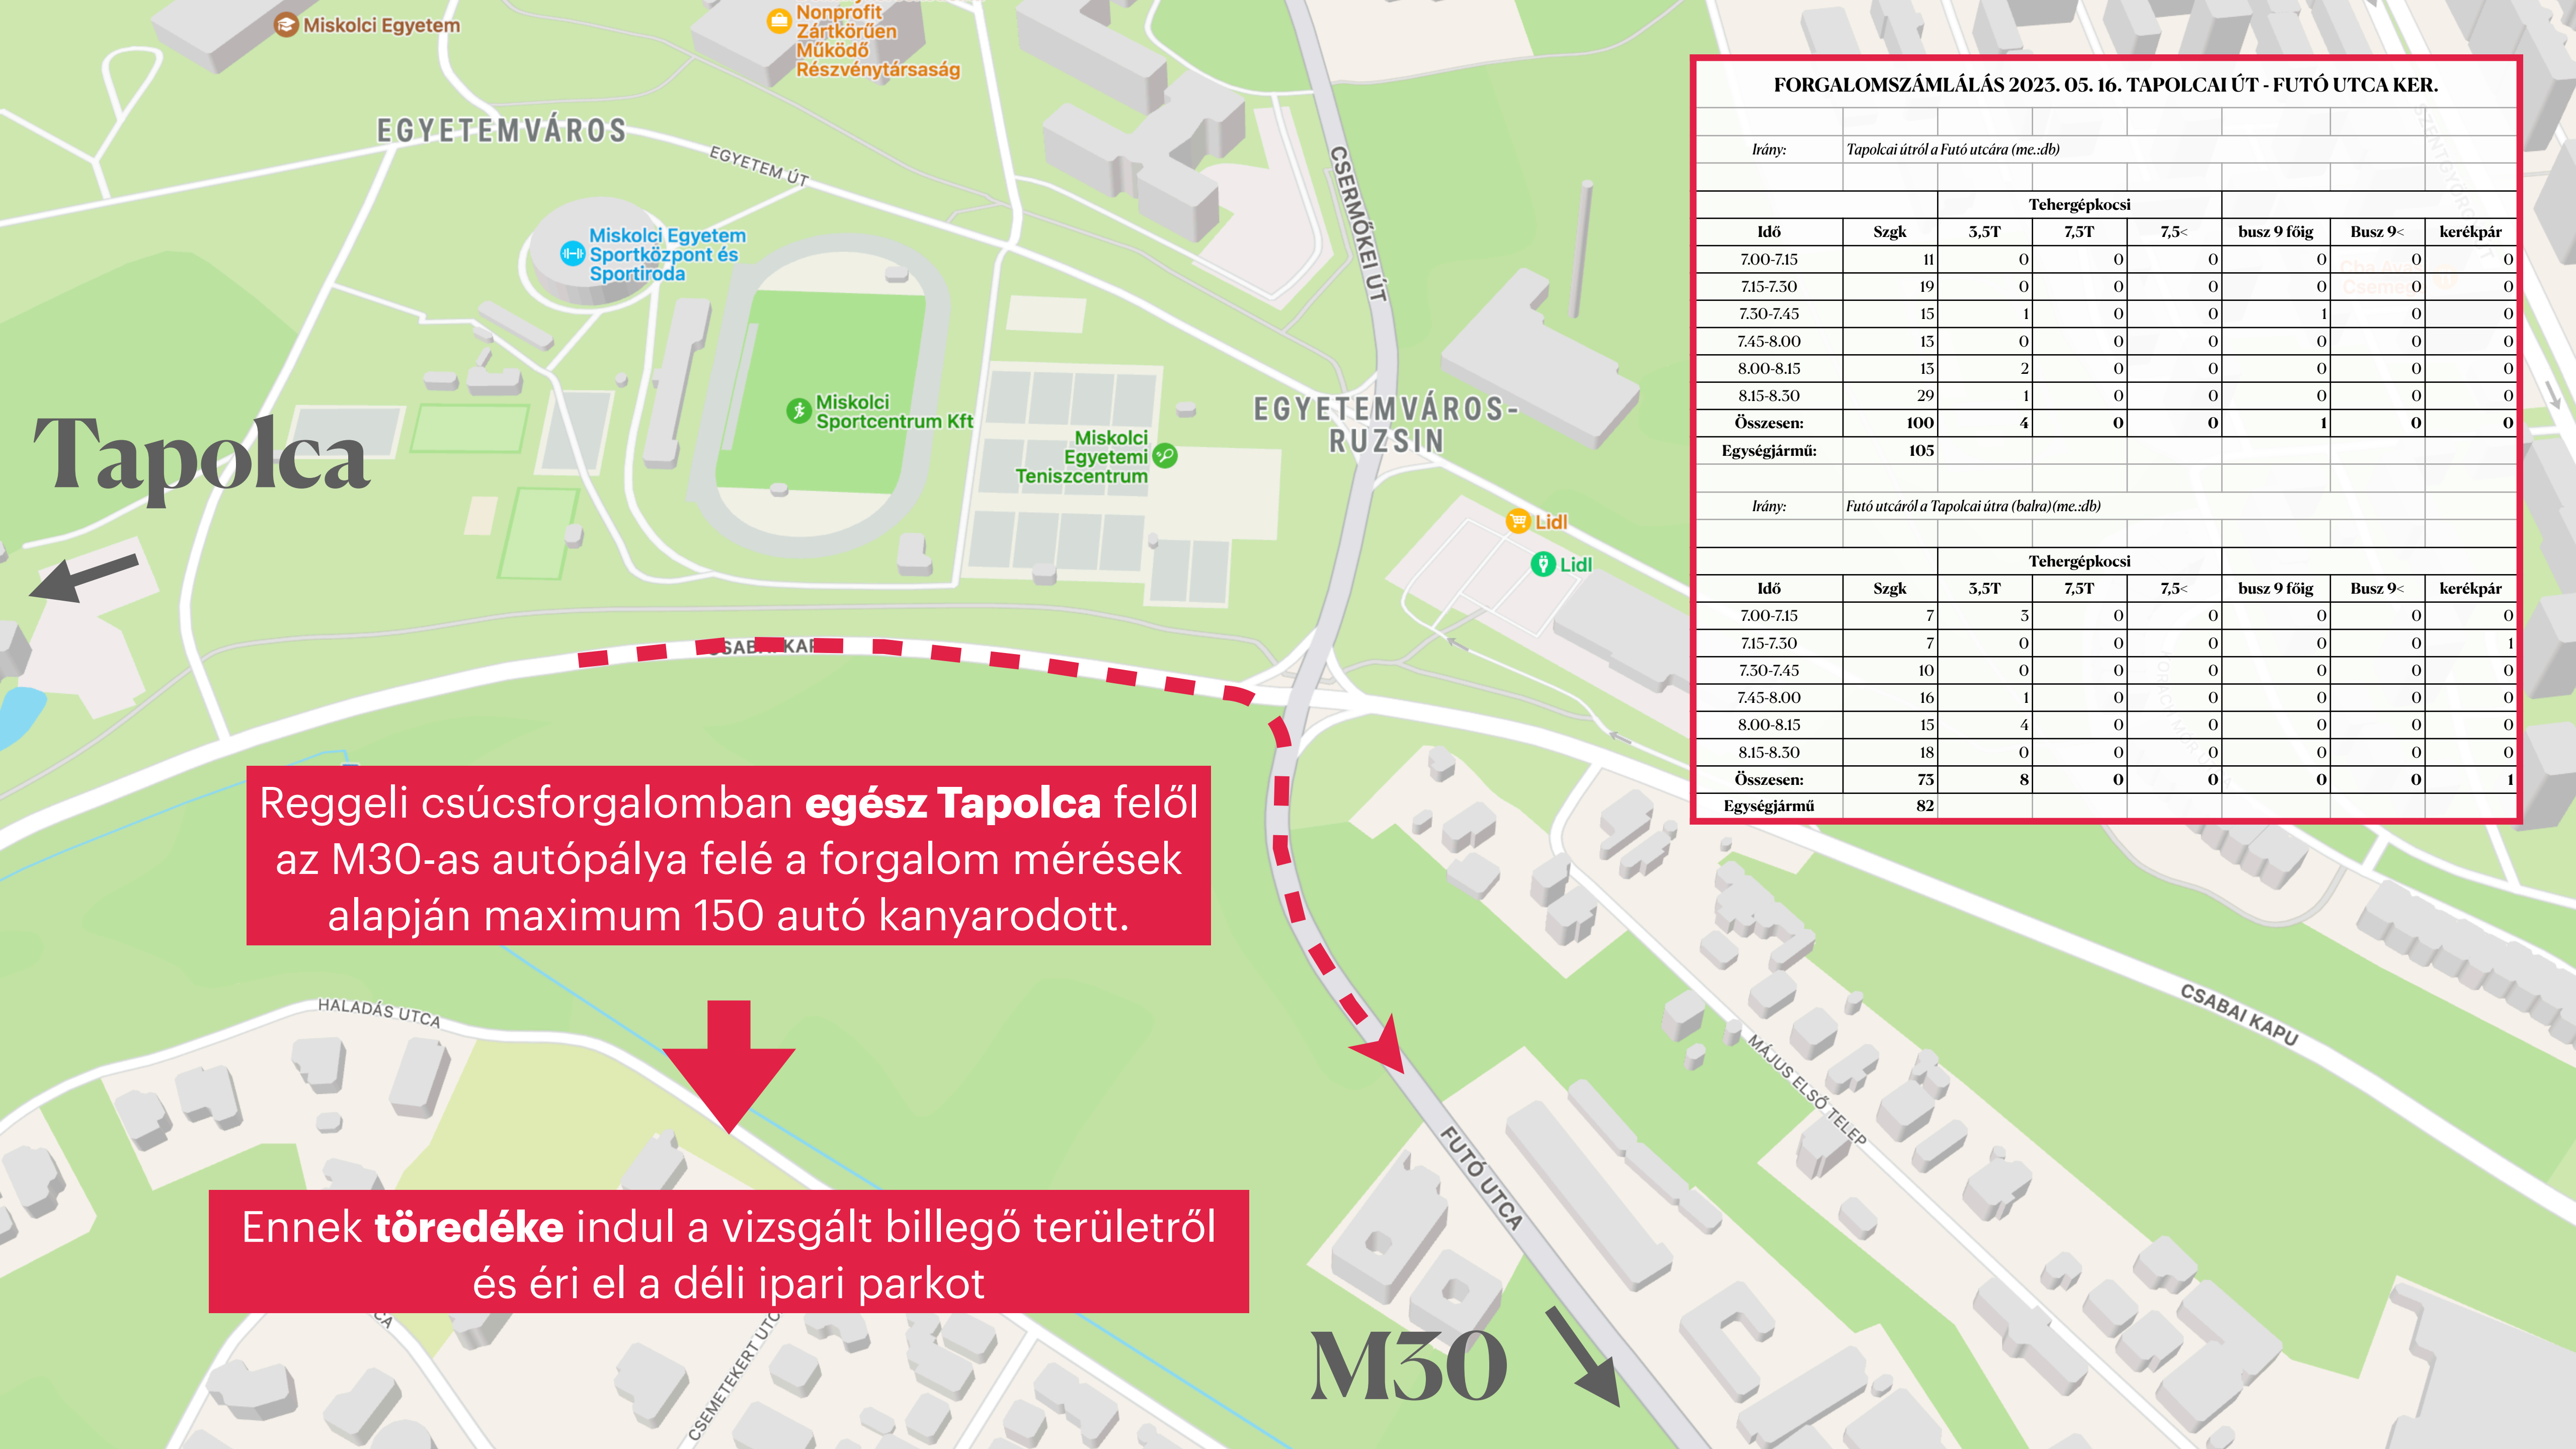 Miskolci Egyetem
Nonprofit
Zártkörűen
Működő
Részvénytársaság
EGYETEMVÁROS
EGYETEM ÚT
CSERMŐKEI ÚT
Miskolci Egyetem
Sportközpont és
Sportiroda
Miskolci
Sportcentrum Kft
Miskolci
Egyetemi
Teniszcentrum
EGYETEMVÁROS-
RUZSIN
Tapolca
Lidl
Lidl
Reggeli csúcsforgalomban egész Tapolca felől
az M30-as autópálya felé a forgalom mérések
alapján maximum 150 autó kanyarodott.
HALADÁS UTCA
Ennek töredéke indul a vizsgált billegő területről
és éri el a déli ipari parkot
CSABAI KAPU
MÁJUS ELSŐ TELEP
FUTÓ UTCA
M30
FORGALOMSZÁMLÁLÁS 2023. 05. 16. TAPOLCAI ÚT - FUTÓ UTCA KER.
Irány: Tapolcai útról a Futó utcára (me.:db)
Tehergépkocsi
Idő Szgk 3,5T 7,5T 7,5< busz 9 főig Busz 9< kerékpár
7.00-7.15 11 0 0 0 0 0 0
7.15-7.30 19 0 0 0 0 0 0
7.30-7.45 15 1 0 0 1 0 0
7.45-8.00 13 0 0 0 0 0 0
8.00-8.15 13 2 0 0 0 0 0
8.15-8.30 29 1 0 0 0 0 0
Összesen: 100 4 0 0 1 0 0
Egységjármű: 105
Irány: Futó utcáról a Tapolcai útra (balra)(me.:db)
Tehergépkocsi
Idő Szgk 3,5T 7,5T 7,5< busz 9 főig Busz 9< kerékpár
7.00-7.15 7 3 0 0 0 0 0
7.15-7.30 7 0 0 0 0 0 1
7.30-7.45 10 0 0 0 0 0 0
7.45-8.00 16 1 0 0 0 0 0
8.00-8.15 15 4 0 0 0 0 0
8.15-8.30 18 0 0 0 0 0 0
Összesen: 73 8 0 0 0 0 1
Egységjármű 82